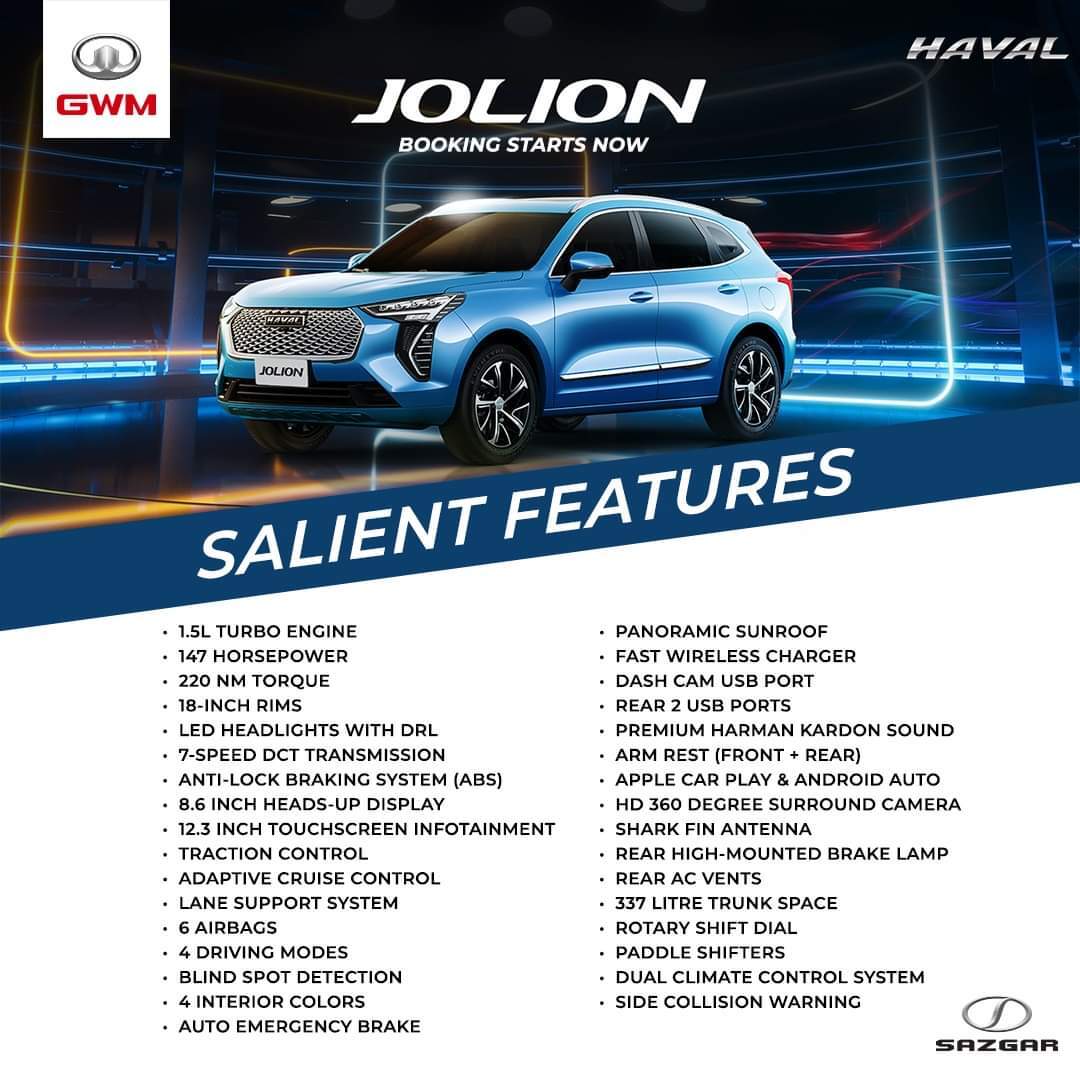 GWM
HAVAL
JOLION
BOOKING STARTS NOW
HAVAL
JOLION
SALIENT FEATURES
• 1.5L TURBO ENGINE
• 147 HORSEPOWER
• 220 NM TORQUE
• 18-INCH RIMS
• LED HEADLIGHTS WITH DRL
• 7-SPEED DCT TRANSMISSION
• ANTI-LOCK BRAKING SYSTEM (ABS)
• 8.6 INCH HEADS-UP DISPLAY
• 12.3 INCH TOUCHSCREEN INFOTAINMENT
• TRACTION CONTROL
• ADAPTIVE CRUISE CONTROL
• LANE SUPPORT SYSTEM
• 6 AIRBAGS
• 4 DRIVING MODES
• BLIND SPOT DETECTION
• 4 INTERIOR COLORS
• AUTO EMERGENCY BRAKE
• PANORAMIC SUNROOF
• FAST WIRELESS CHARGER
• DASH CAM USB PORT
• REAR 2 USB PORTS
• PREMIUM HARMAN KARDON SOUND
• ARM REST (FRONT + REAR)
• APPLE CAR PLAY & ANDROID AUTO
• HD 360 DEGREE SURROUND CAMERA
• SHARK FIN ANTENNA
• REAR HIGH-MOUNTED BRAKE LAMP
• REAR AC VENTS
• 337 LITRE TRUNK SPACE
• ROTARY SHIFT DIAL
• PADDLE SHIFTERS
• DUAL CLIMATE CONTROL SYSTEM
• SIDE COLLISION WARNING
SAZGAR